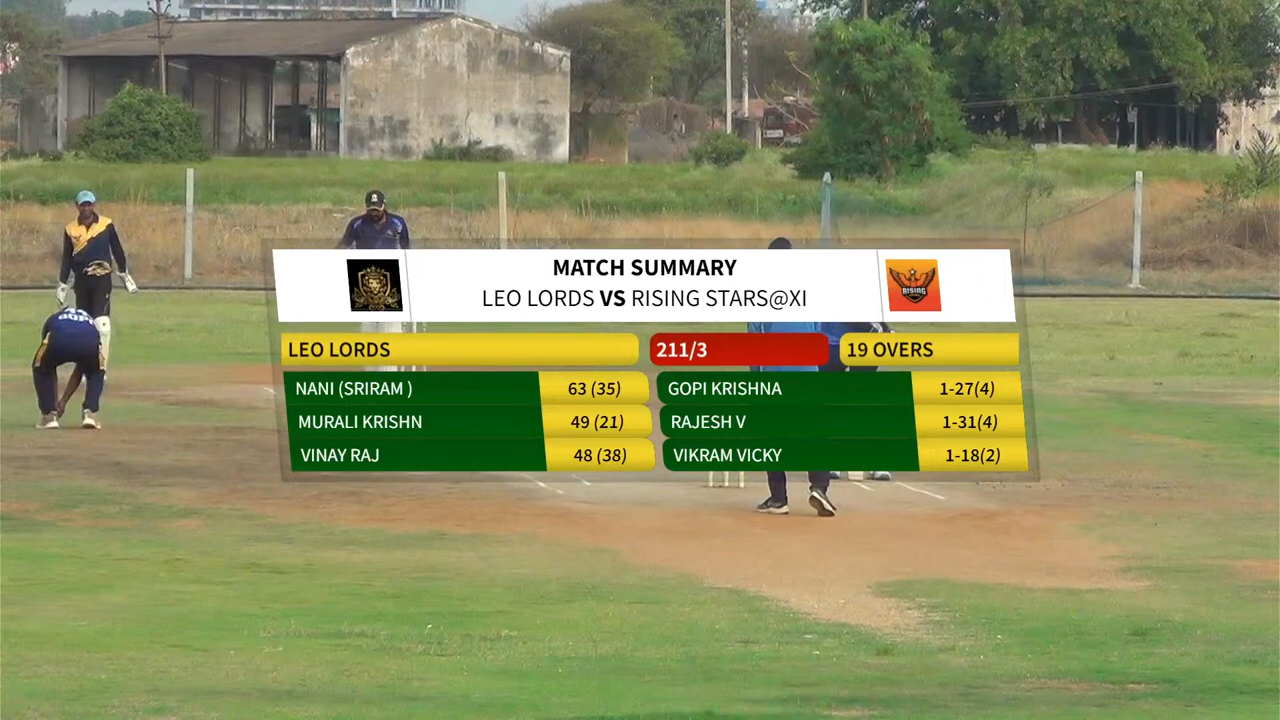 MATCH SUMMARY
LEO LORDS VS RISING STARS@XI
RISING
LEO LORDS 211/3 19 OVERS
NANI (SRIRAM ) 63 (35) GOPI KRISHNA 1-27(4)
MURALI KRISHN 49 (21) RAJESH V 1-31(4)
VINAY RAJ 48 (38) VIKRAM VICKY 1-18(2)